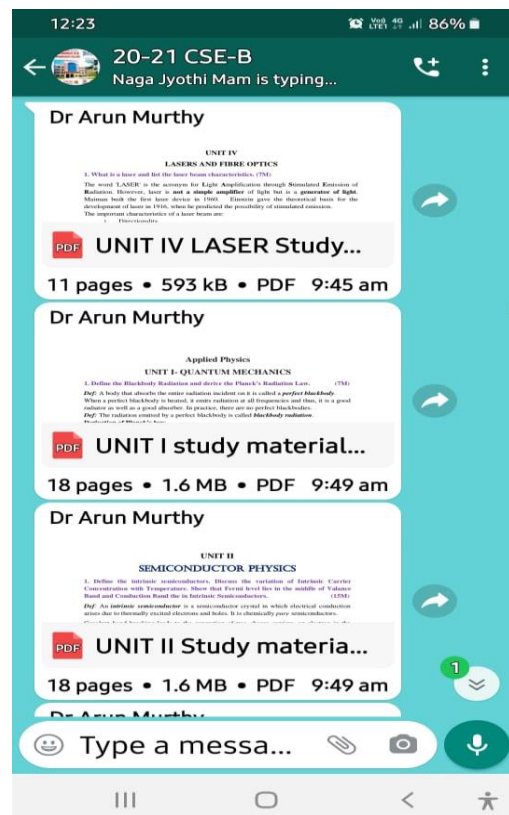 12:23 Vo9 LTE1 4G 86%
20-21 CSE-B
Naga Jyothi Mam is typing...
Dr Arun Murthy
UNIT IV
LASERS AND FIBRE OPTICS
1. What is a laser and list the laser beam characteristics. (7M)
The word 'LASER' is the acronym for Light Amplification through Stimulated Emission of
Radiation. However, laser is not a simple amplifier of light but is a generator of light.
Maiman built the first laser device in 1960. Einstein gave the theoretical basis for the
development of laser in 1916, when he predicted the possibility of stimulated emission.
The important characteristics of a laser beam are:
1. Directionality
PDF UNIT IV LASER Study...
11 pages • 593 kB • PDF 9:45 am
Dr Arun Murthy
Applied Physics
UNIT I- QUANTUM MECHANICS
1. Define the Blackbody Radiation and derive the Planck's Radiation Law. (7M)
Def: A body that absorbs the entire radiation incident on it is called a perfect blackbody.
When a perfect blackbody is heated, it emits radiation at all frequencies and thus, it is a good
radiator as well as a good absorber. In practice, there are no perfect blackbodies.
Def: The radiation emitted by a perfect blackbody is called blackbody radiation.
PDF UNIT I study material...
18 pages • 1.6 MB • PDF 9:49 am
Dr Arun Murthy
UNIT II
SEMICONDUCTOR PHYSICS
1. Define the intrinsic semiconductors. Discuss the variation of Intrinsic Carrier
Concentration with Temperature. Show that Fermi level lies in the middle of Valance
Band and Conduction Band the in Intrinsic Semiconductors. (15M)
Def: An intrinsic semiconductor is a semiconductor crystal in which electrical conduction
arises due to thermally excited electrons and holes. It is chemically pure semiconductors.
PDF UNIT II Study materia...
18 pages • 1.6 MB • PDF 9:49 am
1
Dr Arun Murthy
Type a messa...